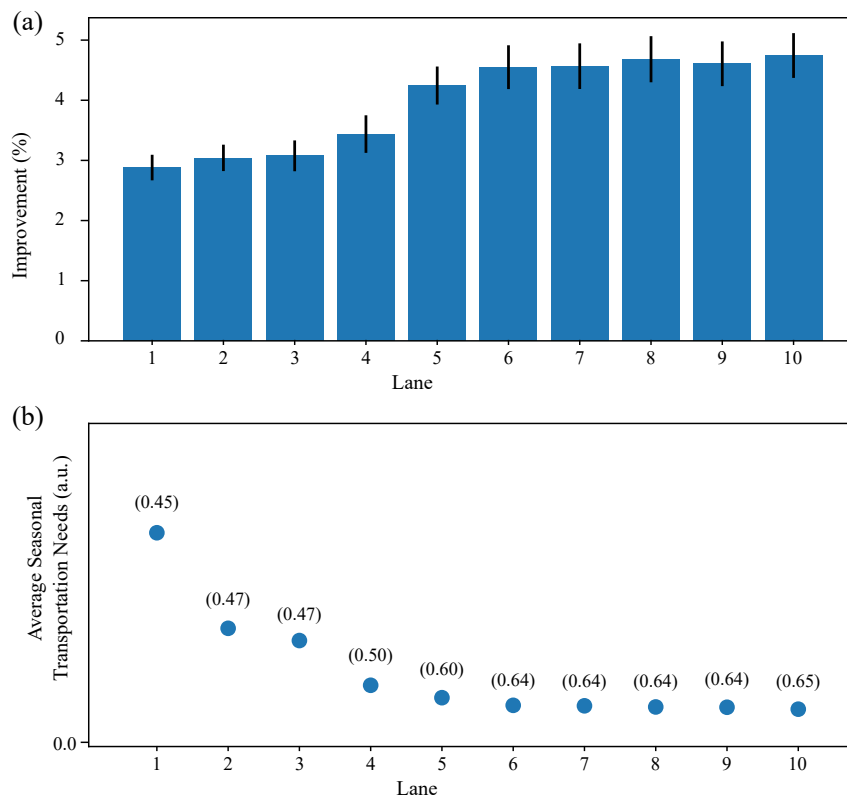 (a)
5
4
3
2
1
0
Improvement (%)
1 2 3 4 5 6 7 8 9 10
Lane
(b)
Average Seasonal
Transportation Needs (a.u.)
(0.45)
(0.47)
(0.47)
(0.50)
(0.60)
(0.64)
(0.64)
(0.64)
(0.64)
(0.65)
0.0
1 2 3 4 5 6 7 8 9 10
Lane